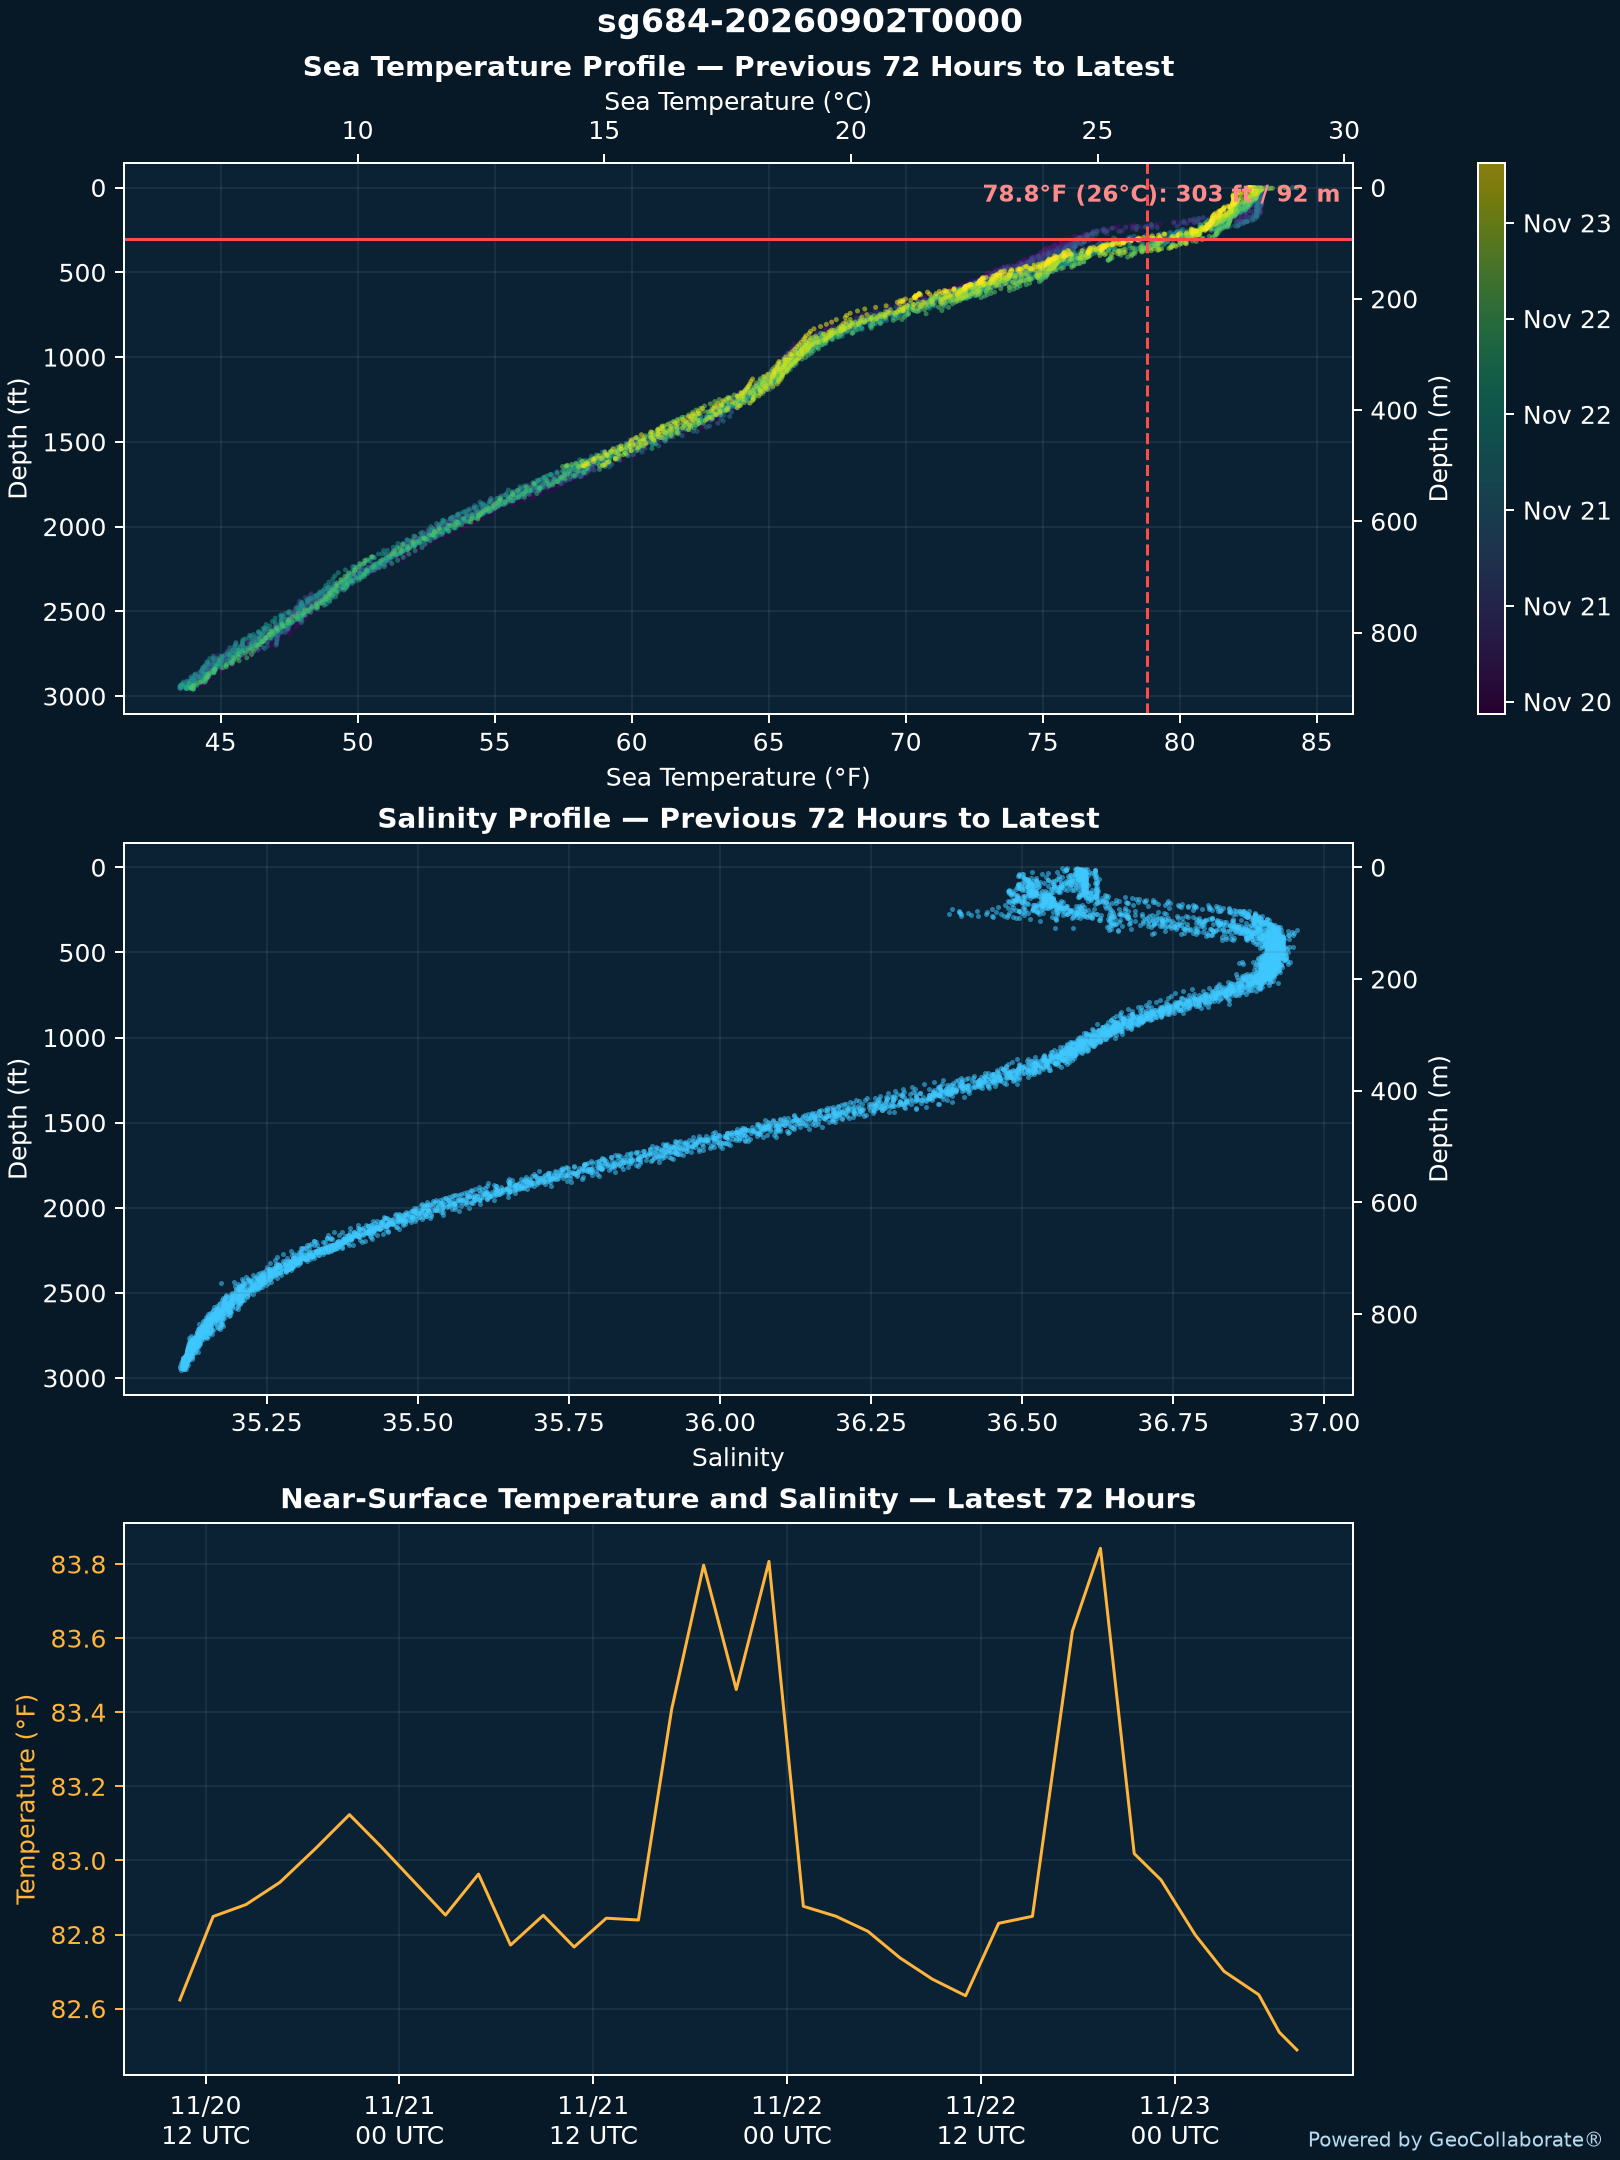 sg684-20260902T0000
Sea Temperature Profile — Previous 72 Hours to Latest
Sea Temperature (°C)
10 15 20 25 30
78.8°F (26°C): 303 ft / 92 m
0
500
1000
1500
2000
2500
3000
Depth (ft)
0
200
400
600
800
Depth (m)
Nov 23
Nov 22
Nov 22
Nov 21
Nov 21
Nov 20
45 50 55 60 65 70 75 80 85
Sea Temperature (°F)
Salinity Profile — Previous 72 Hours to Latest
0
500
1000
1500
2000
2500
3000
Depth (ft)
0
200
400
600
800
Depth (m)
35.25 35.50 35.75 36.00 36.25 36.50 36.75 37.00
Salinity
Near-Surface Temperature and Salinity — Latest 72 Hours
83.8
83.6
83.4
83.2
83.0
82.8
82.6
Temperature (°F)
11/20 11/21 11/21 11/22 11/22 11/23
12 UTC 00 UTC 12 UTC 00 UTC 12 UTC 00 UTC
Powered by GeoCollaborate®